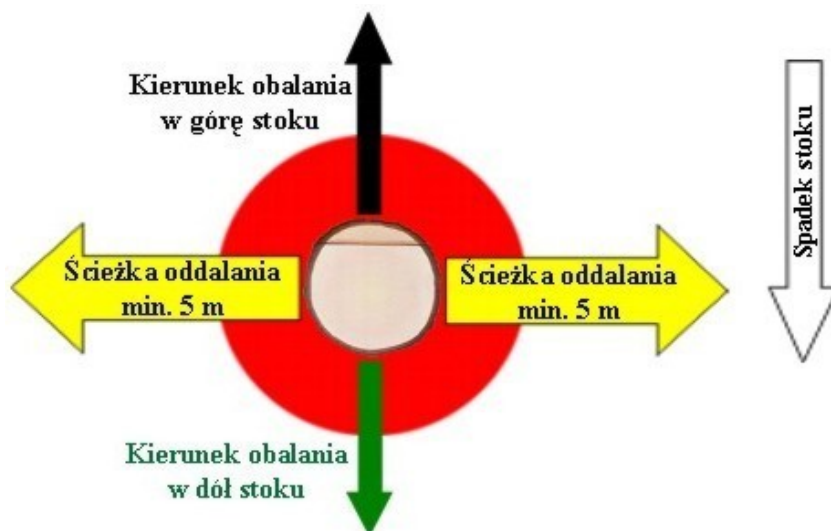 Kierunek obalania
w górę stoku
Ścieżka oddalania
min. 5 m
Ścieżka oddalania
min. 5 m
Spadek stoku
Kierunek obalania
w dół stoku